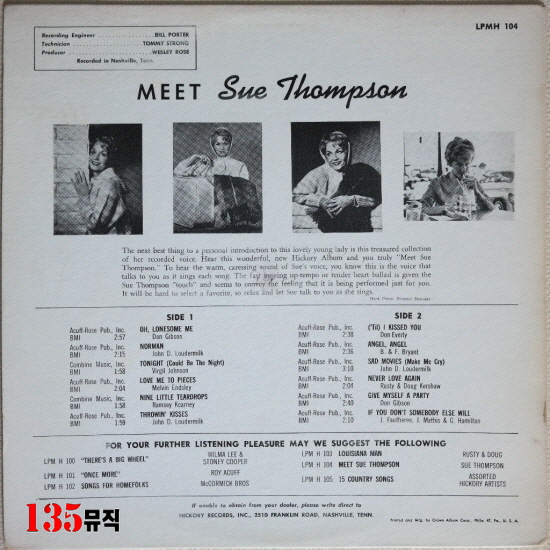 LPMH 104
Recording Engineer BILL PORTER
Technician TOMMY STRONG
Producer WESLEY ROSE
Recorded in Nashville, Tenn.
MEET Sue Thompson
The next best thing to a personal introduction to this lovely young lady is this treasured collection
of her recorded voice. Hear this wonderful, new Hickory Album and you truly "Meet Sue
Thompson." To hear the warm, caressing sound of Sue's voice, you know this is the voice that
talks to you as it sings each song. The fast moving up-tempo or tender heart ballad is given the
Sue Thompson "touch" and seems to convey the feeling that it is being performed just for you.
It will be hard to select a favorite, so relax and let Sue talk to you as she sings.
Personal Manager
SIDE 1
Acuff-Rose Pub., Inc. OH, LONESOME ME
BMI 2:57 Don Gibson
Acuff-Rose Pub., Inc. NORMAN
BMI 2:15 John D. Loudermilk
Combine Music, Inc. TONIGHT (Could Be The Night)
BMI 1:58 Virgil Johnson
Acuff-Rose Pub., Inc. LOVE ME TO PIECES
BMI 2:04 Melvin Endsley
Combine Music, Inc. NINE LITTLE TEARDROPS
BMI 1:58 Ramsey Kearney
Acuff-Rose Pub., Inc. THROWIN' KISSES
BMI 1:59 John D. Loudermilk
SIDE 2
Acuff-Rose Pub., Inc. ('Til) I KISSED YOU
BMI 2:38 Don Everly
Acuff-Rose Pub., Inc. ANGEL, ANGEL
BMI 2:36 B. & F. Bryant
Acuff-Rose Pub., Inc. SAD MOVIES (Make Me Cry)
BMI 3:10 John D. Loudermilk
Acuff-Rose Pub., Inc. NEVER LOVE AGAIN
BMI 2:04 Rusty & Doug Kershaw
Acuff-Rose Pub., Inc. GIVE MYSELF A PARTY
BMI 2:40 Don Gibson
Acuff-Rose Pub., Inc. IF YOU DON'T SOMEBODY ELSE WILL
BMI 2:10 J. Fautheree, J. Mathis & G. Hamilton
FOR YOUR FURTHER LISTENING PLEASURE MAY WE SUGGEST THE FOLLOWING
LPM H 100 "THERE'S A BIG WHEEL" WILMA LEE &
STONEY COOPER
LPM H 101 "ONCE MORE" ROY ACUFF
LPM H 102 SONGS FOR HOMEFOLKS McCORMICK BROS
LPM H 103 LOUISIANA MAN RUSTY & DOUG
LPM H 104 MEET SUE THOMPSON SUE THOMPSON
LPM H 105 15 COUNTRY SONGS ASSORTED
HICKORY ARTISTS
If unable to obtain from your dealer, please write direct to
HICKORY RECORDS, INC., 2510 FRANKLIN ROAD, NASHVILLE, TENN.
Printed and Mfg. by Crown Album Corp., Phila. 47, Pa., U. S. A.
135뮤직